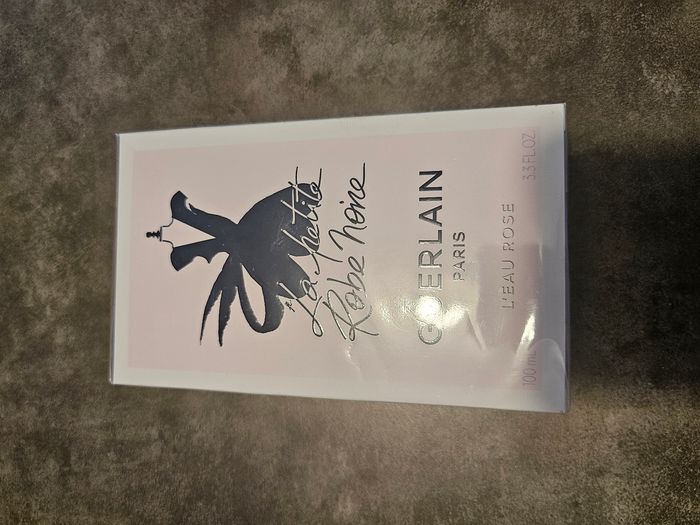 La petite
Robe Noire
GUERLAIN
PARIS
L'EAU ROSE
100 mL 3.3 FL.OZ.